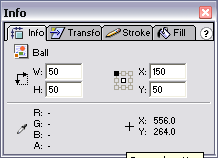 Info
Info Transfo Stroke Fill ?
Ball
W: 50 X: 150
H: 50 Y: 50
R: - X: 556.0
G: - Y: 264.0
B: -
A: -